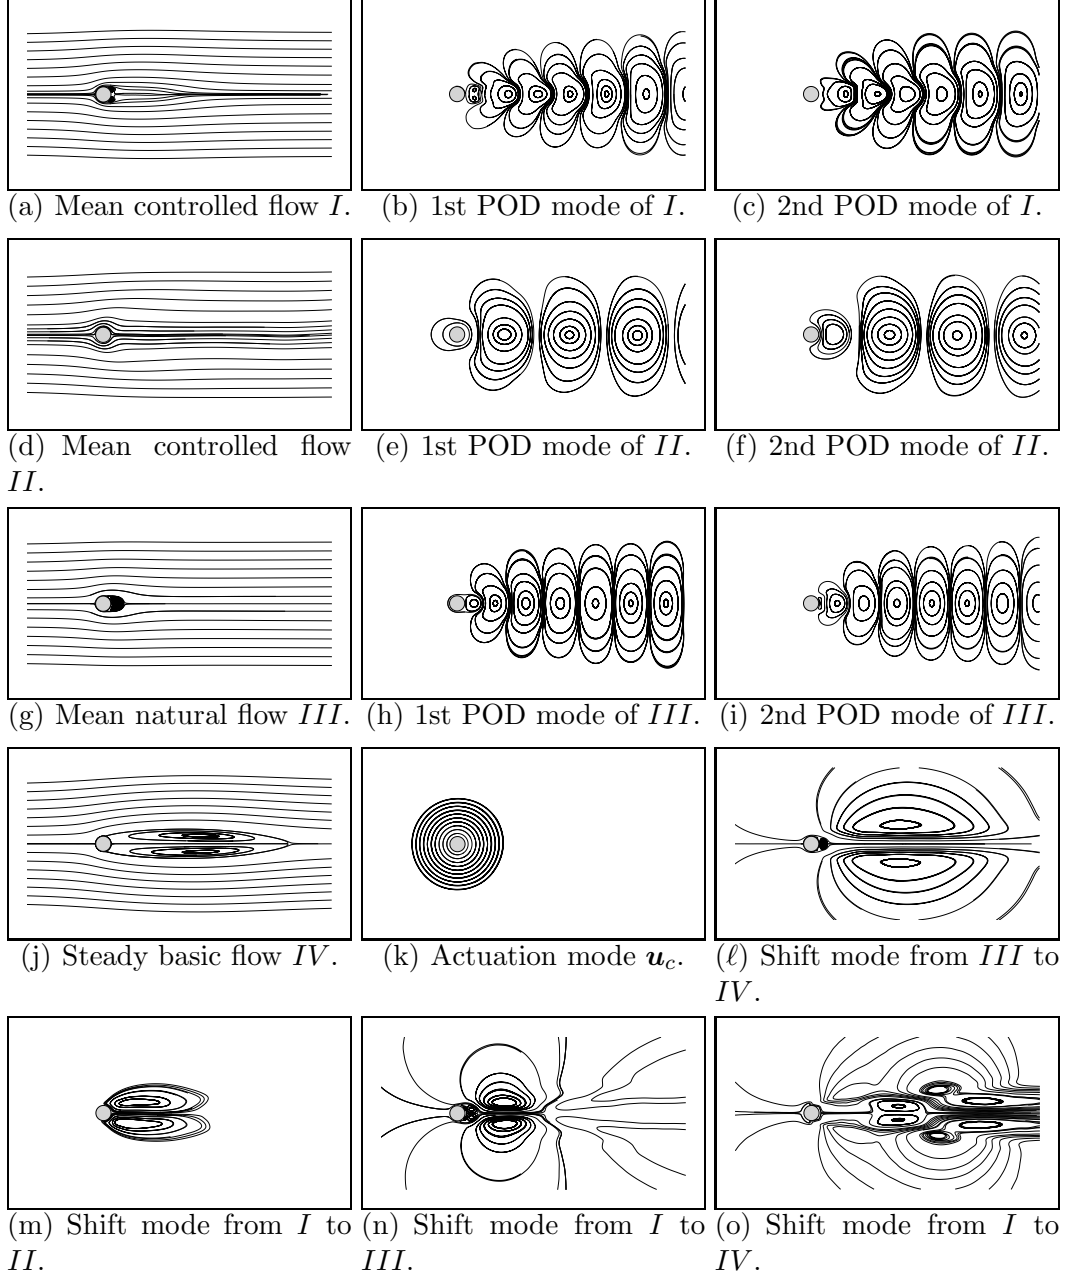 (a) Mean controlled flow I.
(b) 1st POD mode of I.
(c) 2nd POD mode of I.
(d) Mean controlled flow
II.
(e) 1st POD mode of II.
(f) 2nd POD mode of II.
(g) Mean natural flow III.
(h) 1st POD mode of III.
(i) 2nd POD mode of III.
(j) Steady basic flow IV.
(k) Actuation mode u_c.
(ℓ) Shift mode from III to
IV.
(m) Shift mode from I to
II.
(n) Shift mode from I to
III.
(o) Shift mode from I to
IV.